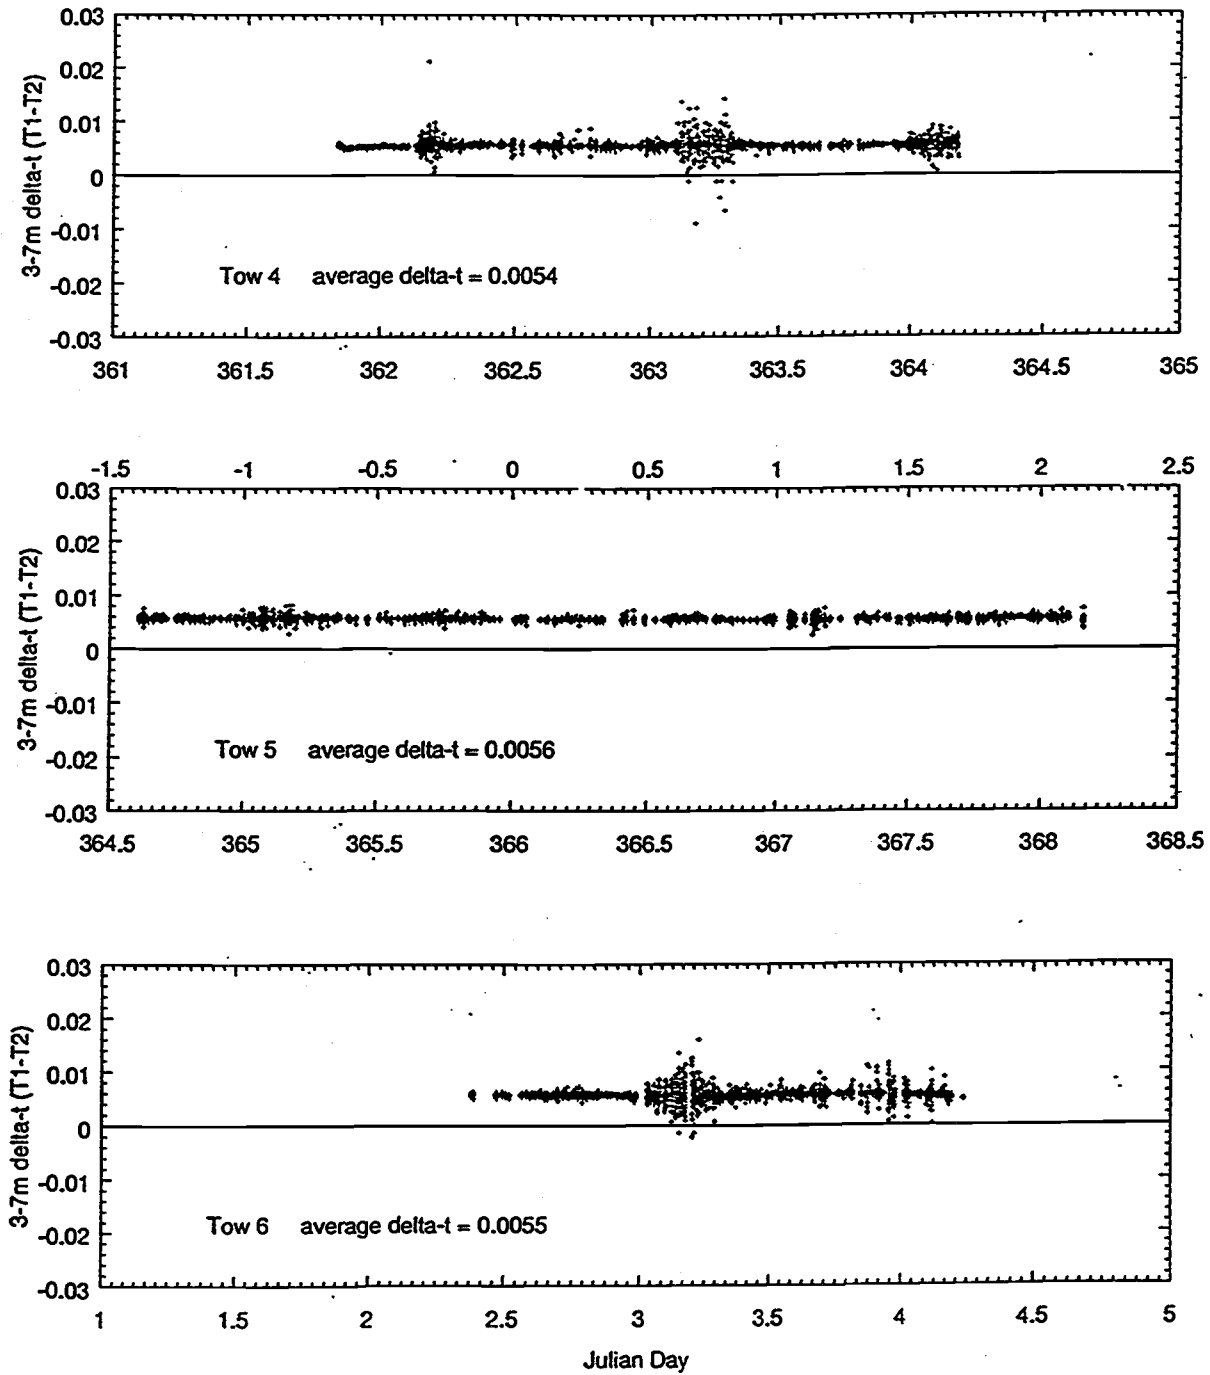 0.03
0.02
0.01
0
-0.01
-0.02
-0.03
3-7m delta-t (T1-T2)
Tow 4 average delta-t = 0.0054
361 361.5 362 362.5 363 363.5 364 364.5 365
-1.5 -1 -0.5 0 0.5 1 1.5 2 2.5
0.03
0.02
0.01
0
-0.01
-0.02
-0.03
3-7m delta-t (T1-T2)
Tow 5 average delta-t = 0.0056
364.5 365 365.5 366 366.5 367 367.5 368 368.5
0.03
0.02
0.01
0
-0.01
-0.02
-0.03
3-7m delta-t (T1-T2)
Tow 6 average delta-t = 0.0055
1 1.5 2 2.5 3 3.5 4 4.5 5
Julian Day